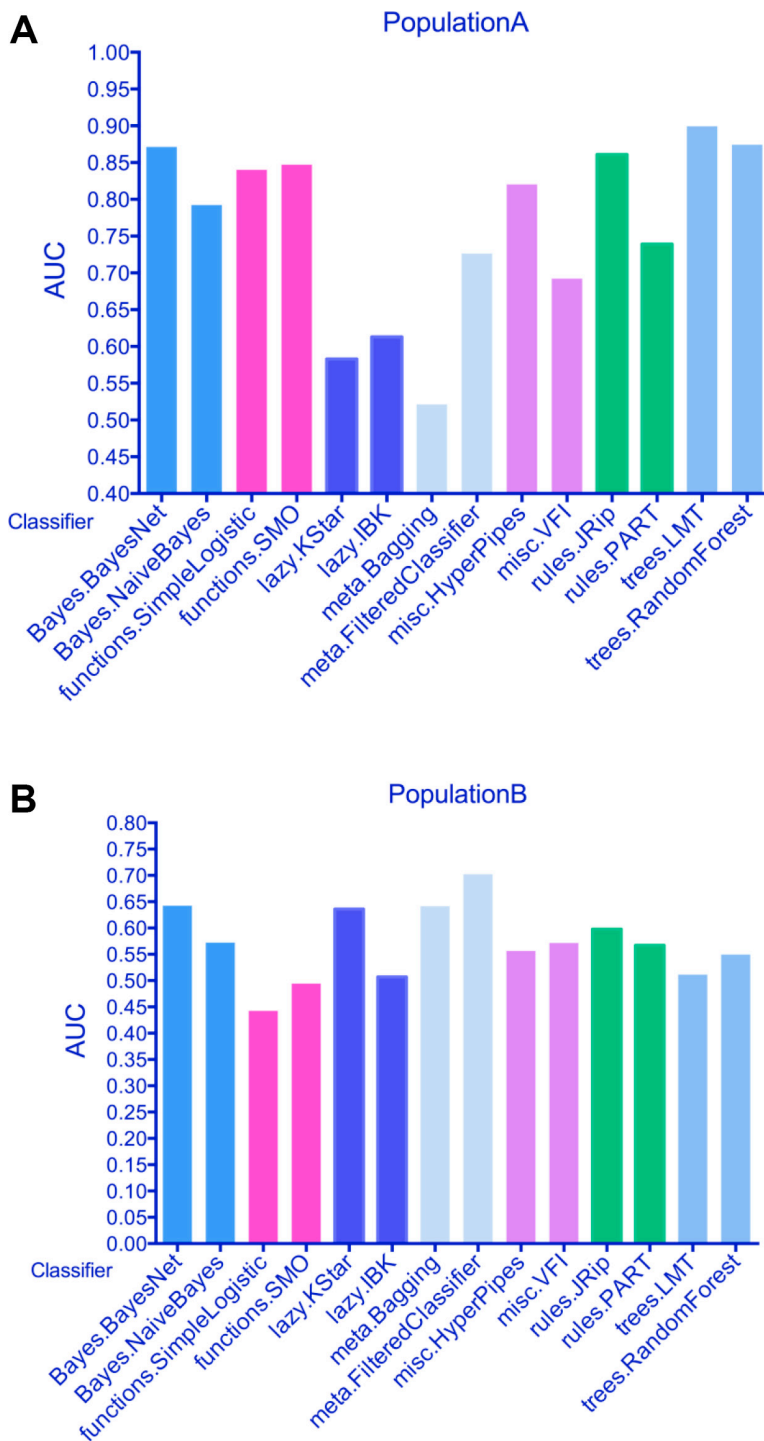 A
PopulationA
AUC
1.00
0.95
0.90
0.85
0.80
0.75
0.70
0.65
0.60
0.55
0.50
0.45
0.40
Classifier
Bayes.BayesNet
Bayes.NaiveBayes
functions.SimpleLogistic
functions.SMO
lazy.KStar
lazy.IBK
meta.Bagging
meta.FilteredClassifier
misc.HyperPipes
misc.VFI
rules.JRip
rules.PART
trees.LMT
trees.RandomForest
B
PopulationB
AUC
0.80
0.75
0.70
0.65
0.60
0.55
0.50
0.45
0.40
0.35
0.30
0.25
0.20
0.15
0.10
0.05
0.00
Classifier
Bayes.BayesNet
Bayes.NaiveBayes
functions.SimpleLogistic
functions.SMO
lazy.KStar
lazy.IBK
meta.Bagging
meta.FilteredClassifier
misc.HyperPipes
misc.VFI
rules.JRip
rules.PART
trees.LMT
trees.RandomForest